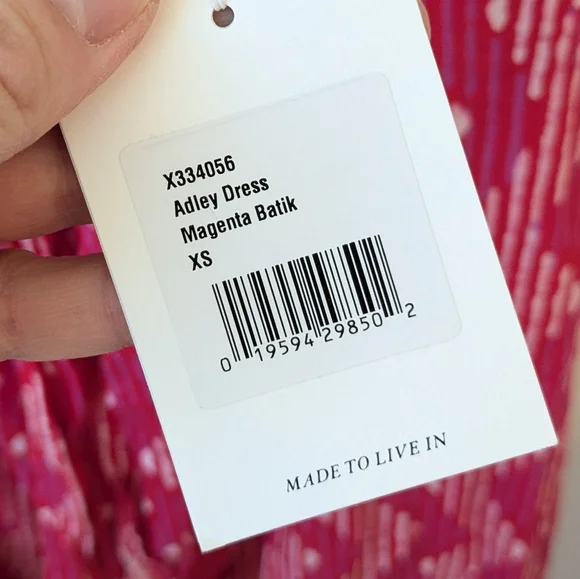 X334056
Adley Dress
Magenta Batik
XS
0 19594 29850 2
MADE TO LIVE IN